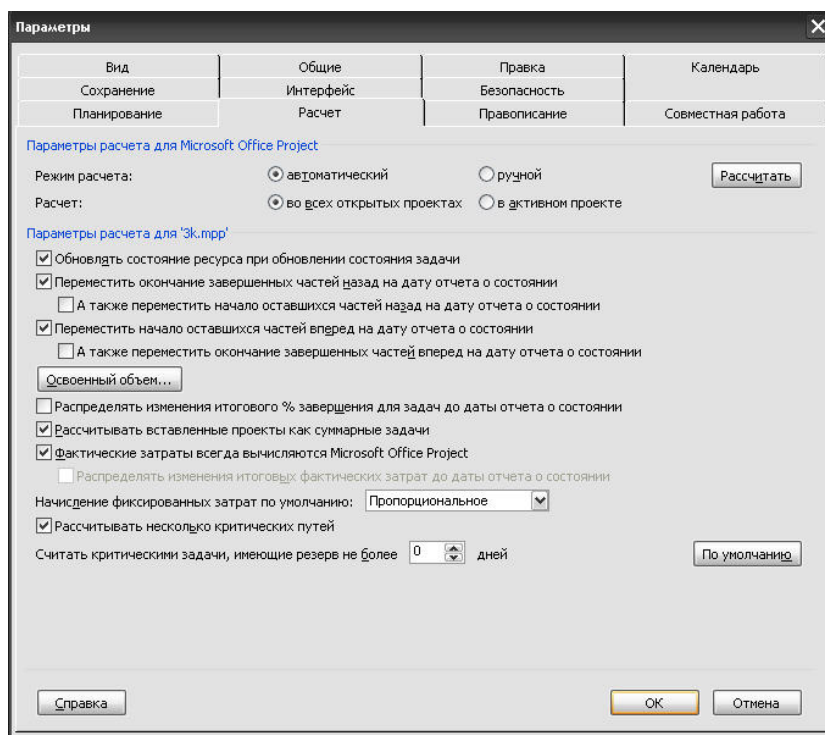 Параметры
Вид Общие Правка Календарь
Сохранение Интерфейс Безопасность
Планирование Расчет Правописание Совместная работа
Параметры расчета для Microsoft Office Project
Режим расчета: автоматический ручной Рассчитать
Расчет: во всех открытых проектах в активном проекте
Параметры расчета для '3k.mpp'
Обновлять состояние ресурса при обновлении состояния задачи
Переместить окончание завершенных частей назад на дату отчета о состоянии
А также переместить начало оставшихся частей назад на дату отчета о состоянии
Переместить начало оставшихся частей вперед на дату отчета о состоянии
А также переместить окончание завершенных частей вперед на дату отчета о состоянии
Освоенный объем...
Распределять изменения итогового % завершения для задач до даты отчета о состоянии
Рассчитывать вставленные проекты как суммарные задачи
Фактические затраты всегда вычисляются Microsoft Office Project
Распределять изменения итоговых фактических затрат до даты отчета о состоянии
Начисление фиксированных затрат по умолчанию: Пропорциональное
Рассчитывать несколько критических путей
Считать критическими задачи, имеющие резерв не более 0 дней По умолчанию
Справка ОК Отмена